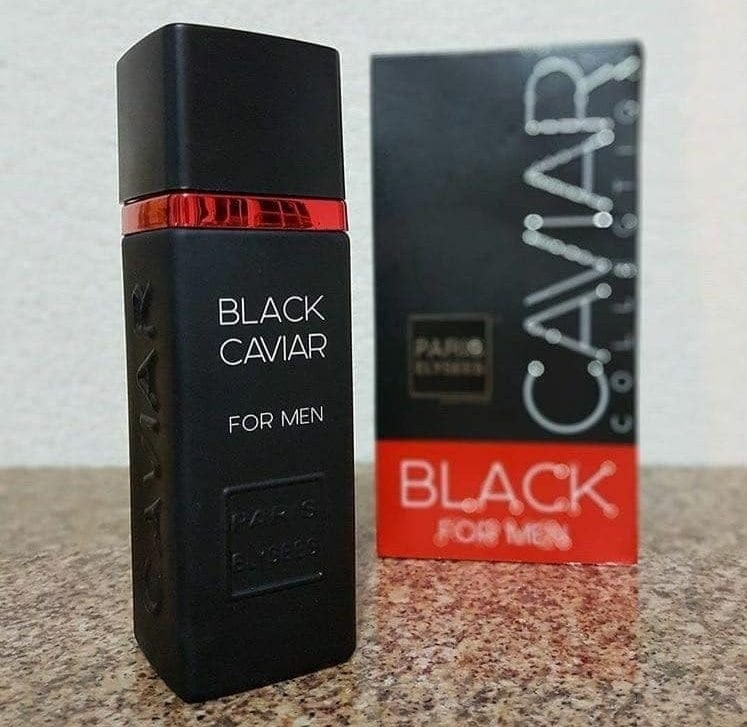 BLACK
CAVIAR
FOR MEN
PARIS
ELYSEES
CAVIAR
CAVIAR
COLLECTION
PARIS
ELYSEES
BLACK
FOR MEN